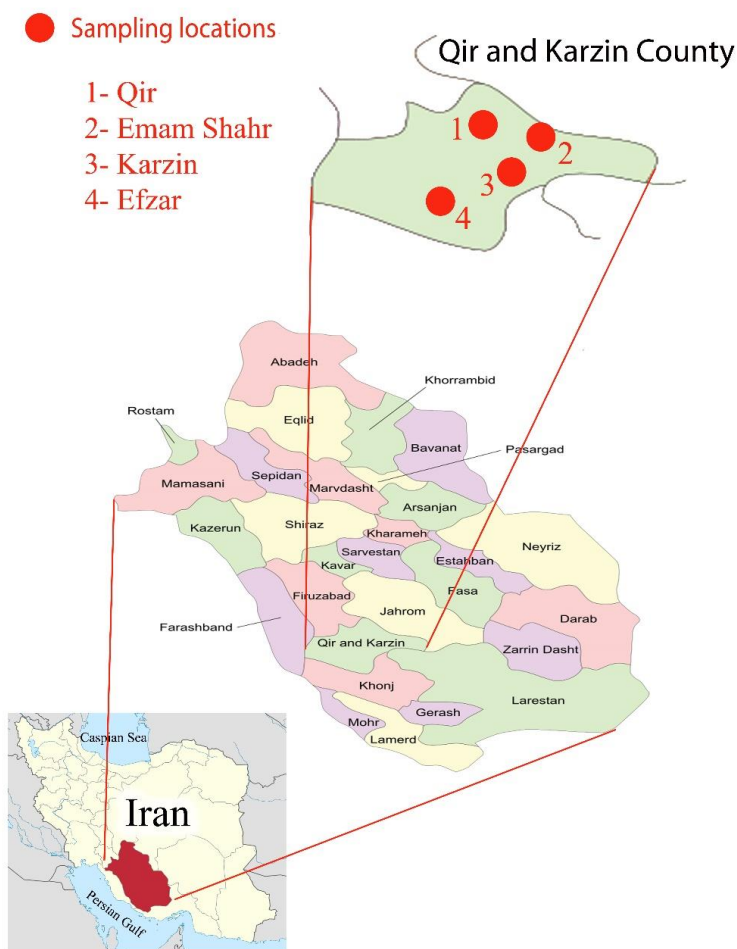 Sampling locations
Qir and Karzin County
1- Qir
2- Emam Shahr
3- Karzin
4- Efzar
1
2
3
4
Abadeh
Khorrambid
Rostam
Eqlid
Bavanat
Pasargad
Sepidan
Mamasani
Marvdasht
Arsanjan
Kazerun
Shiraz
Kharameh
Neyriz
Sarvestan
Estahban
Kavar
Fasa
Firuzabad
Jahrom
Darab
Farashband
Qir and Karzin
Zarrin Dasht
Khonj
Larestan
Gerash
Mohr
Lamerd
Caspian Sea
Iran
Persian Gulf